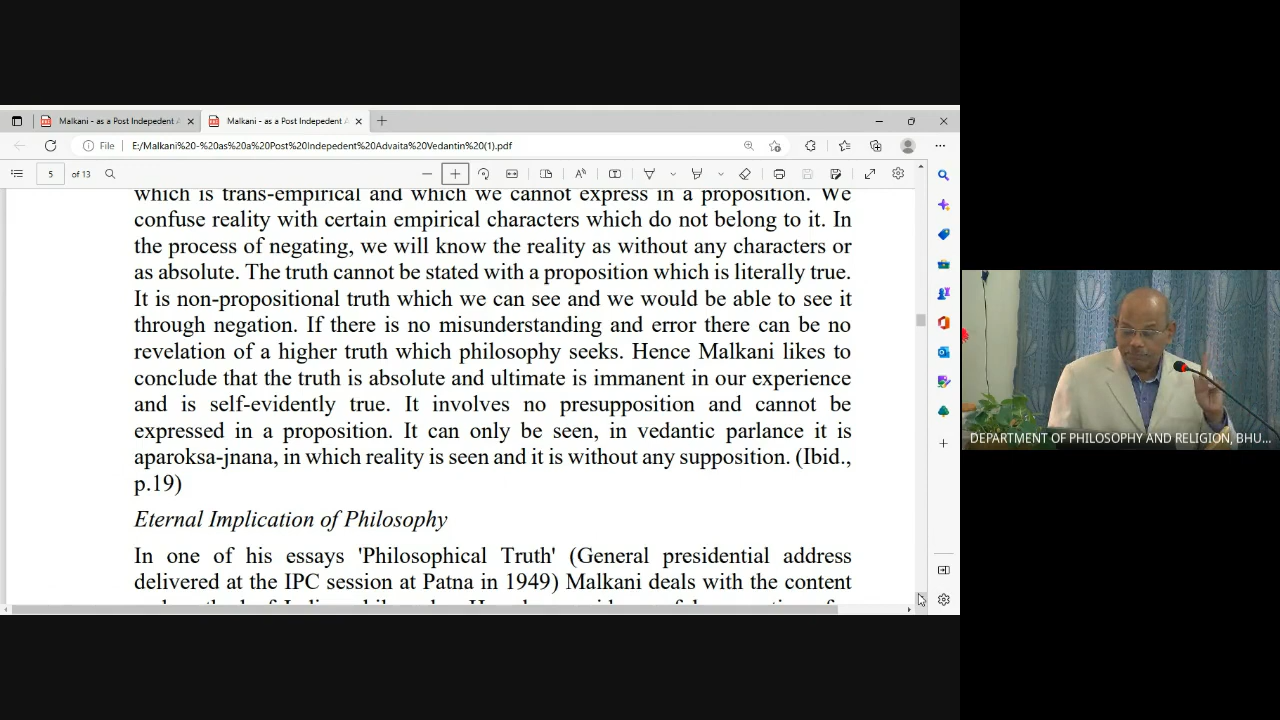 Malkani - as a Post Indepedent A
Malkani - as a Post Indepedent A
File
E:/Malkani%20-%20as%20a%20Post%20Indepedent%20Advaita%20Vedantin%20(1).pdf
5 of 13
which is trans-empirical and which we cannot express in a proposition. We
confuse reality with certain empirical characters which do not belong to it. In
the process of negating, we will know the reality as without any characters or
as absolute. The truth cannot be stated with a proposition which is literally true.
It is non-propositional truth which we can see and we would be able to see it
through negation. If there is no misunderstanding and error there can be no
revelation of a higher truth which philosophy seeks. Hence Malkani likes to
conclude that the truth is absolute and ultimate is immanent in our experience
and is self-evidently true. It involves no presupposition and cannot be
expressed in a proposition. It can only be seen, in vedantic parlance it is
aparoksa-jnana, in which reality is seen and it is without any supposition. (Ibid.,
p.19)
Eternal Implication of Philosophy
In one of his essays 'Philosophical Truth' (General presidential address
delivered at the IPC session at Patna in 1949) Malkani deals with the content
DEPARTMENT OF PHILOSOPHY AND RELIGION, BHU...